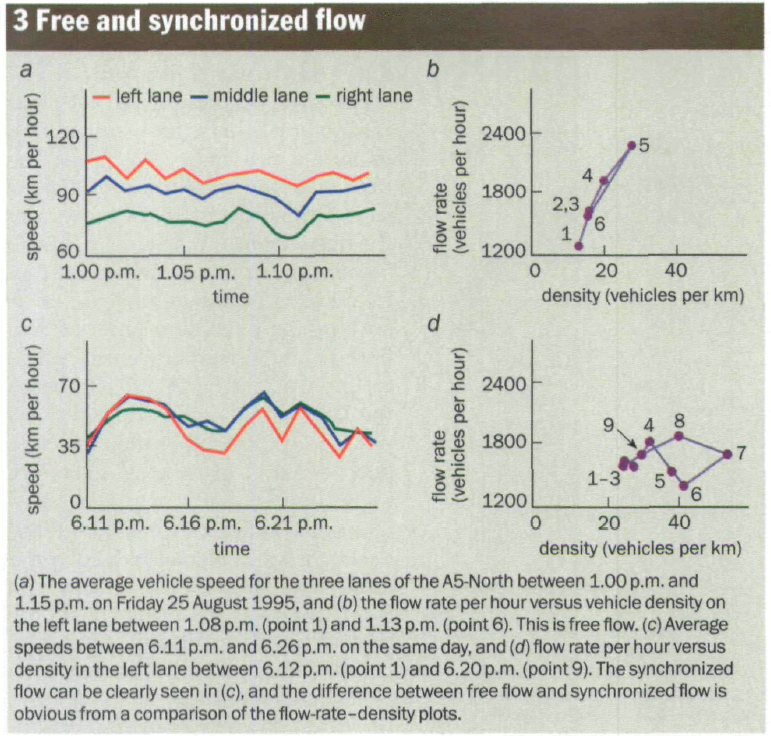 3 Free and synchronized flow
a
left lane middle lane right lane
speed (km per hour)
120
90
60
1.00 p.m. 1.05 p.m. 1.10 p.m.
time
b
flow rate
(vehicles per hour)
2400
1800
1200
5
4
2,3
6
1
0 20 40
density (vehicles per km)
c
speed (km per hour)
70
35
0
6.11 p.m. 6.16 p.m. 6.21 p.m.
time
d
flow rate
(vehicles per hour)
2400
1800
1200
9 4 8
7
1–3 5
6
0 20 40
density (vehicles per km)
(a) The average vehicle speed for the three lanes of the A5-North between 1.00 p.m. and
1.15 p.m. on Friday 25 August 1995, and (b) the flow rate per hour versus vehicle density on
the left lane between 1.08 p.m. (point 1) and 1.13 p.m. (point 6). This is free flow. (c) Average
speeds between 6.11 p.m. and 6.26 p.m. on the same day, and (d) flow rate per hour versus
density in the left lane between 6.12 p.m. (point 1) and 6.20 p.m. (point 9). The synchronized
flow can be clearly seen in (c), and the difference between free flow and synchronized flow is
obvious from a comparison of the flow-rate–density plots.